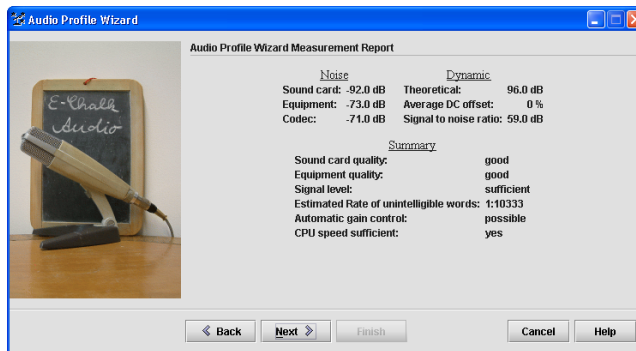 Audio Profile Wizard
E-Chalk
Audio
Audio Profile Wizard Measurement Report
Noise
Dynamic
Sound card: -92.0 dB Theoretical: 96.0 dB
Equipment: -73.0 dB Average DC offset: 0 %
Codec: -71.0 dB Signal to noise ratio: 59.0 dB
Summary
Sound card quality: good
Equipment quality: good
Signal level: sufficient
Estimated Rate of unintelligible words: 1:10333
Automatic gain control: possible
CPU speed sufficient: yes
Back Next Finish Cancel Help